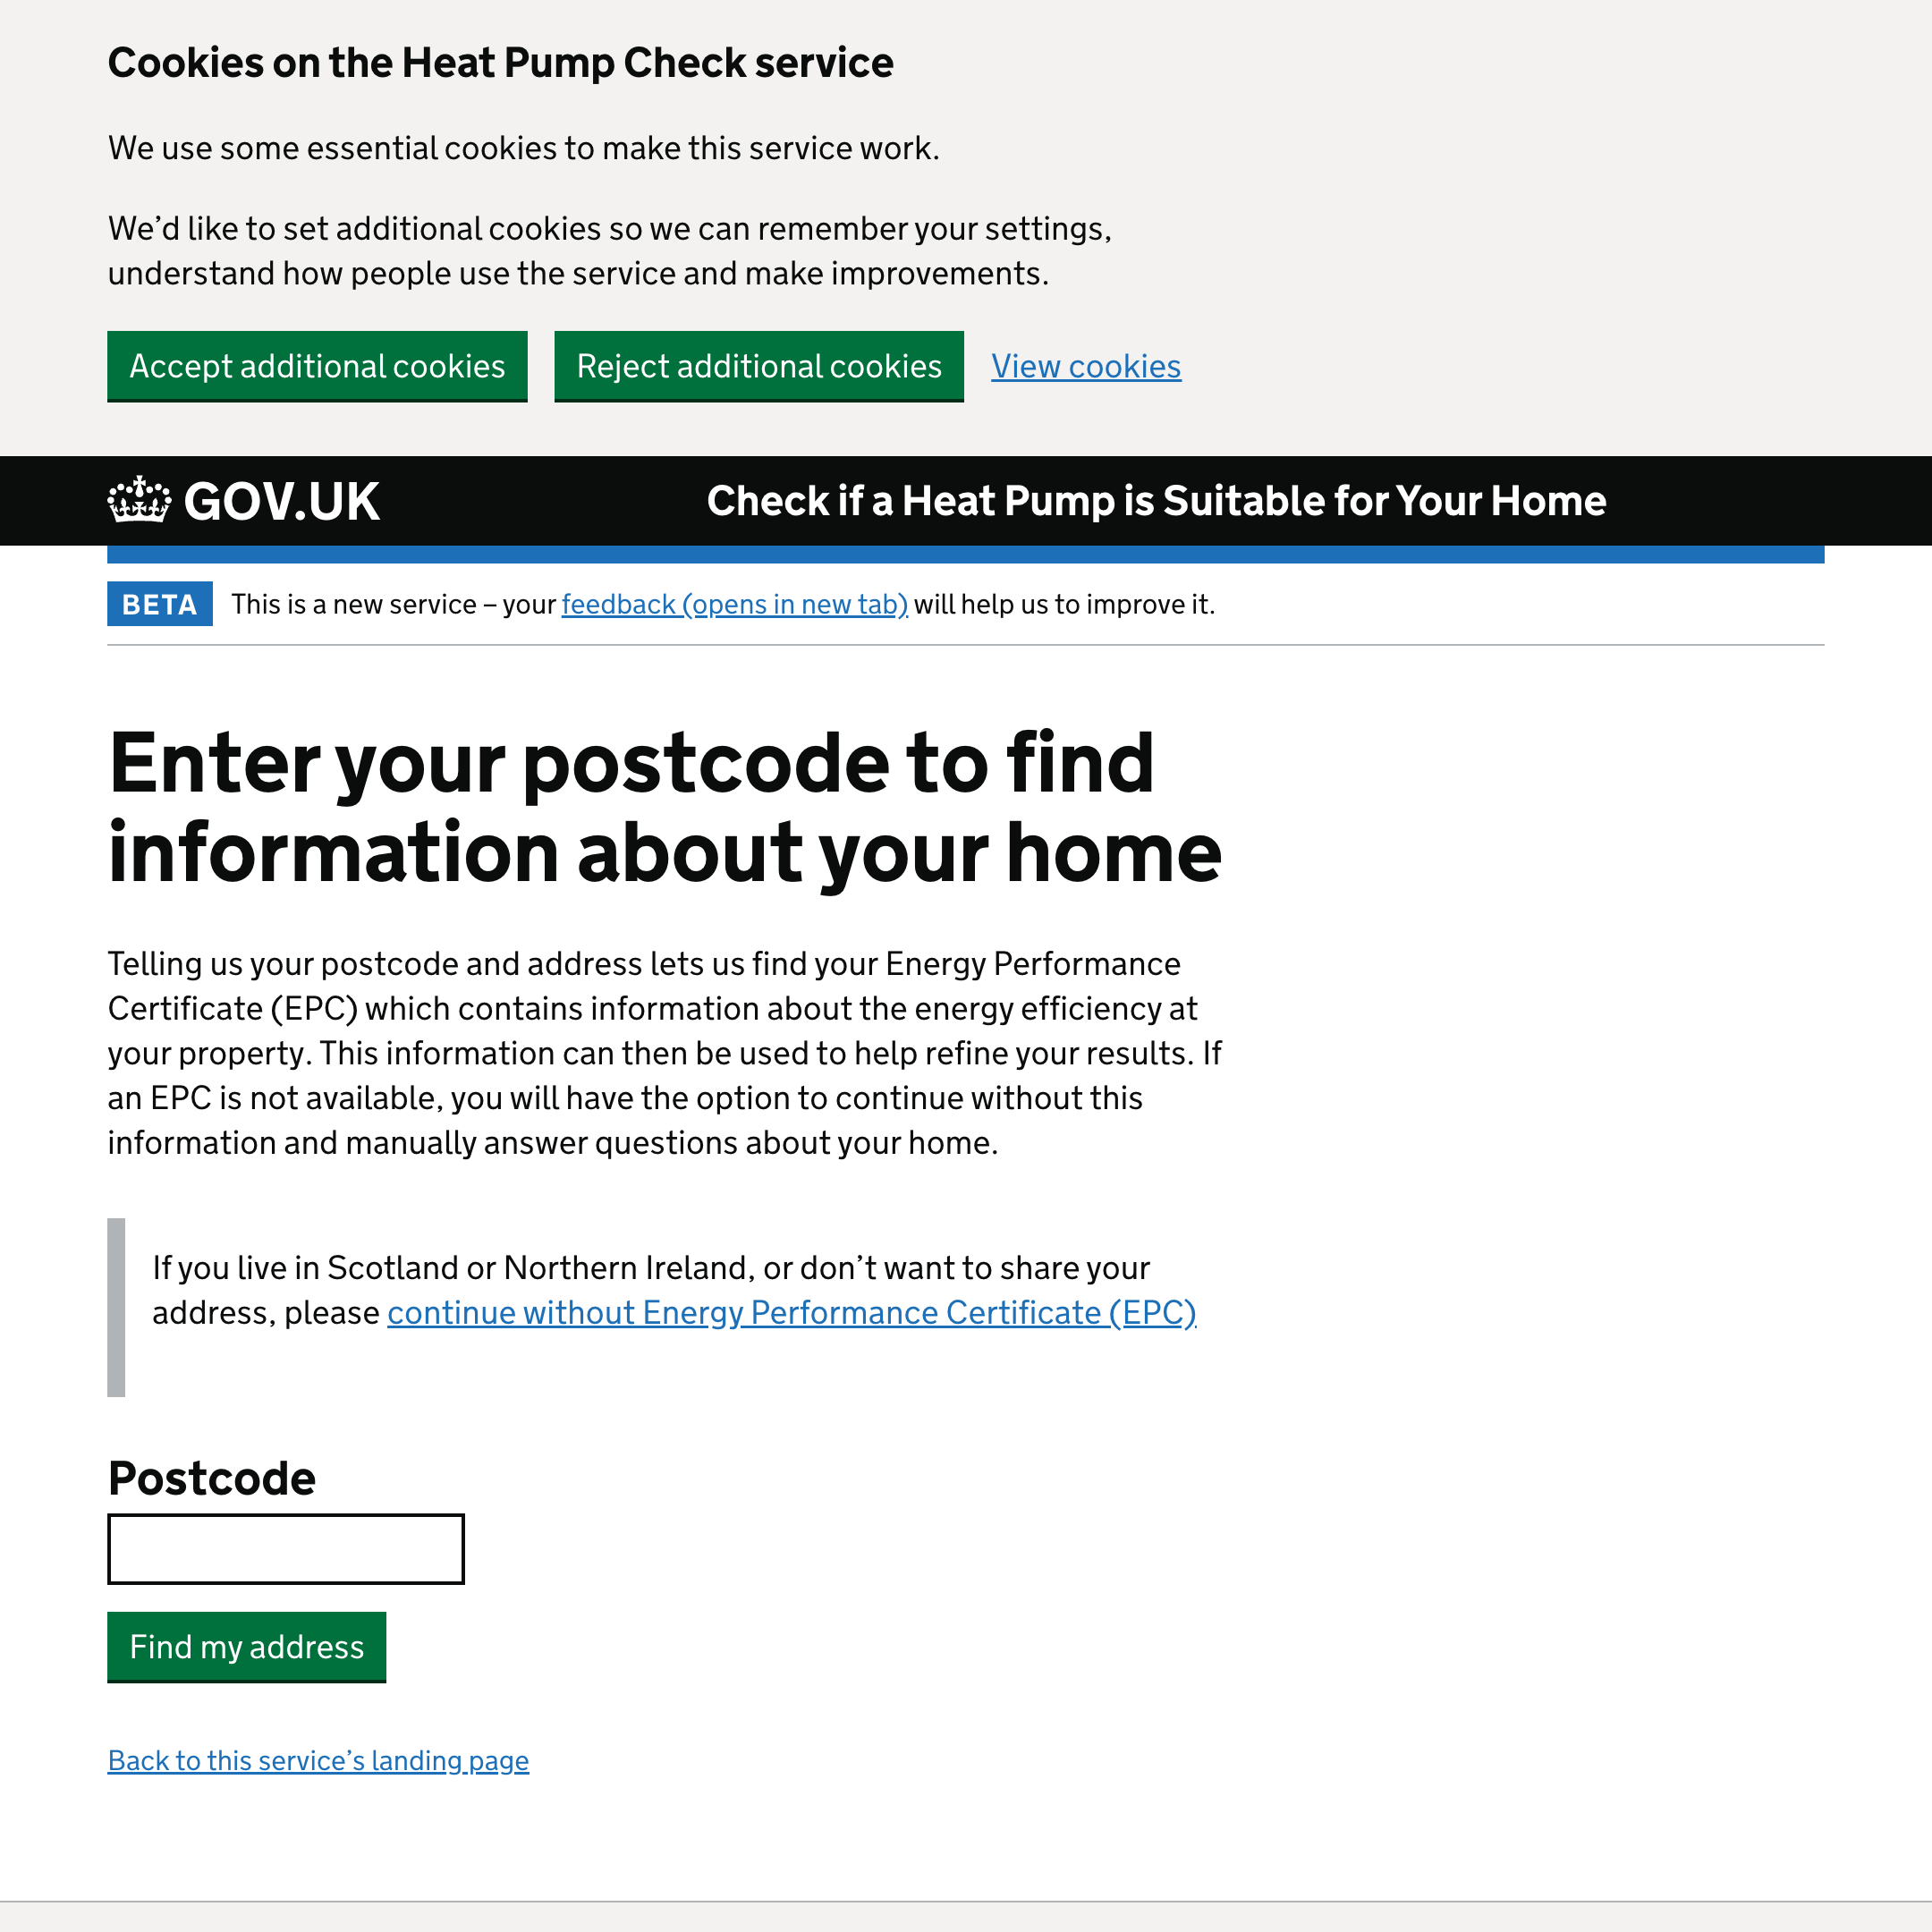 Cookies on the Heat Pump Check service
We use some essential cookies to make this service work.
We’d like to set additional cookies so we can remember your settings,
understand how people use the service and make improvements.
Accept additional cookies
Reject additional cookies
View cookies
GOV.UK
Check if a Heat Pump is Suitable for Your Home
BETA
This is a new service – your feedback (opens in new tab) will help us to improve it.
Enter your postcode to find
information about your home
Telling us your postcode and address lets us find your Energy Performance
Certificate (EPC) which contains information about the energy efficiency at
your property. This information can then be used to help refine your results. If
an EPC is not available, you will have the option to continue without this
information and manually answer questions about your home.
If you live in Scotland or Northern Ireland, or don’t want to share your
address, please continue without Energy Performance Certificate (EPC)
Postcode
Find my address
Back to this service’s landing page